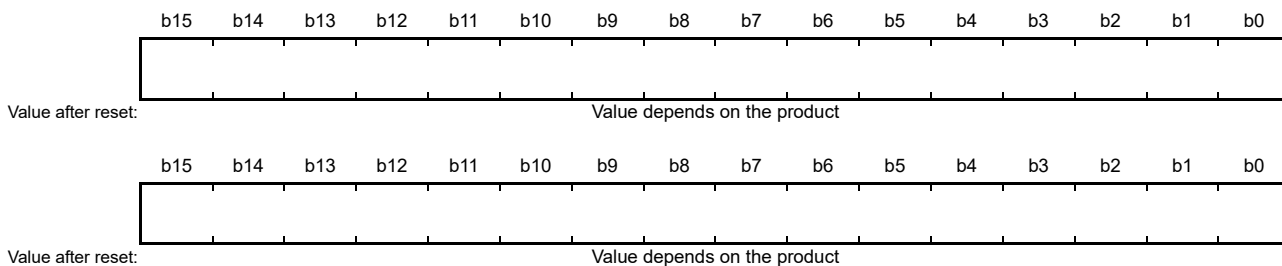 b15 b14 b13 b12 b11 b10 b9 b8 b7 b6 b5 b4 b3 b2 b1 b0
Value after reset: Value depends on the product
b15 b14 b13 b12 b11 b10 b9 b8 b7 b6 b5 b4 b3 b2 b1 b0
Value after reset: Value depends on the product